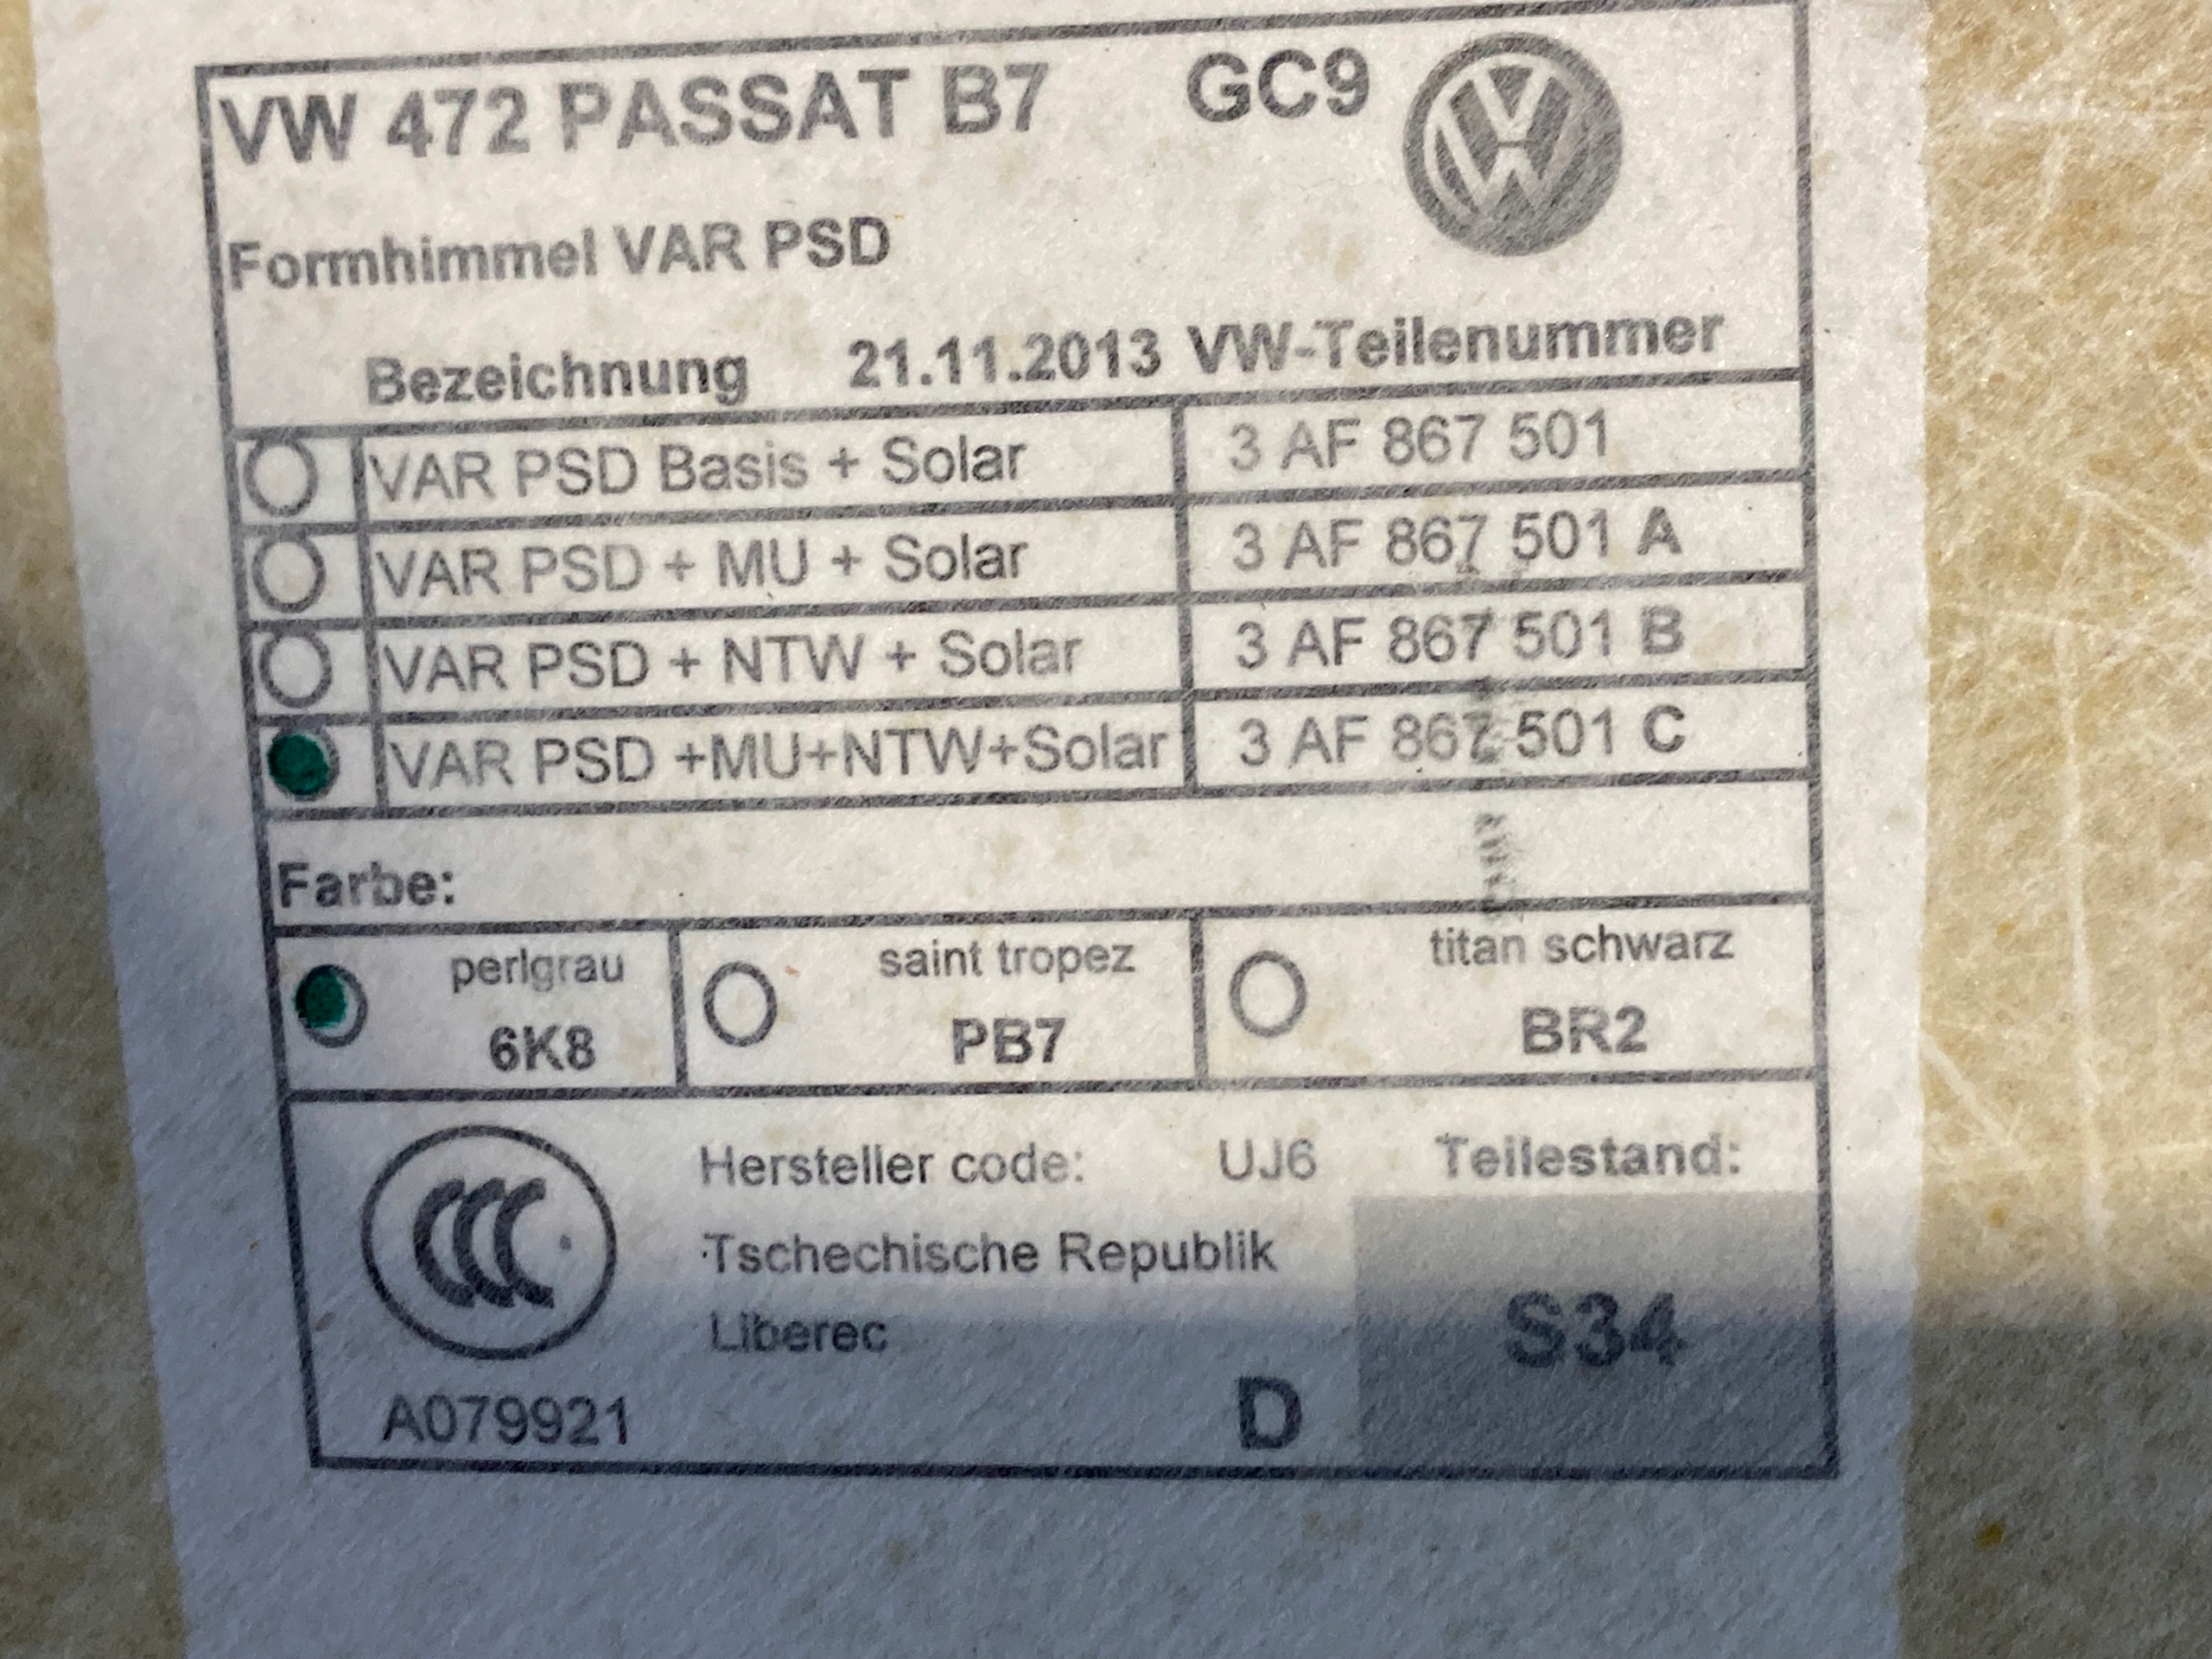 VW 472 PASSAT B7 GC9
Formhimmel VAR PSD
Bezeichnung 21.11.2013 VW-Teilenummer
VAR PSD Basis + Solar 3 AF 867 501
VAR PSD + MU + Solar 3 AF 867 501 A
VAR PSD + NTW + Solar 3 AF 867 501 B
VAR PSD +MU+NTW+Solar 3 AF 867 501 C
Farbe:
perlgrau saint tropez titan schwarz
6K8 PB7 BR2
Hersteller code: UJ6 Teilestand:
Tschechische Republik
Liberec
S34
CCC
A079921
D